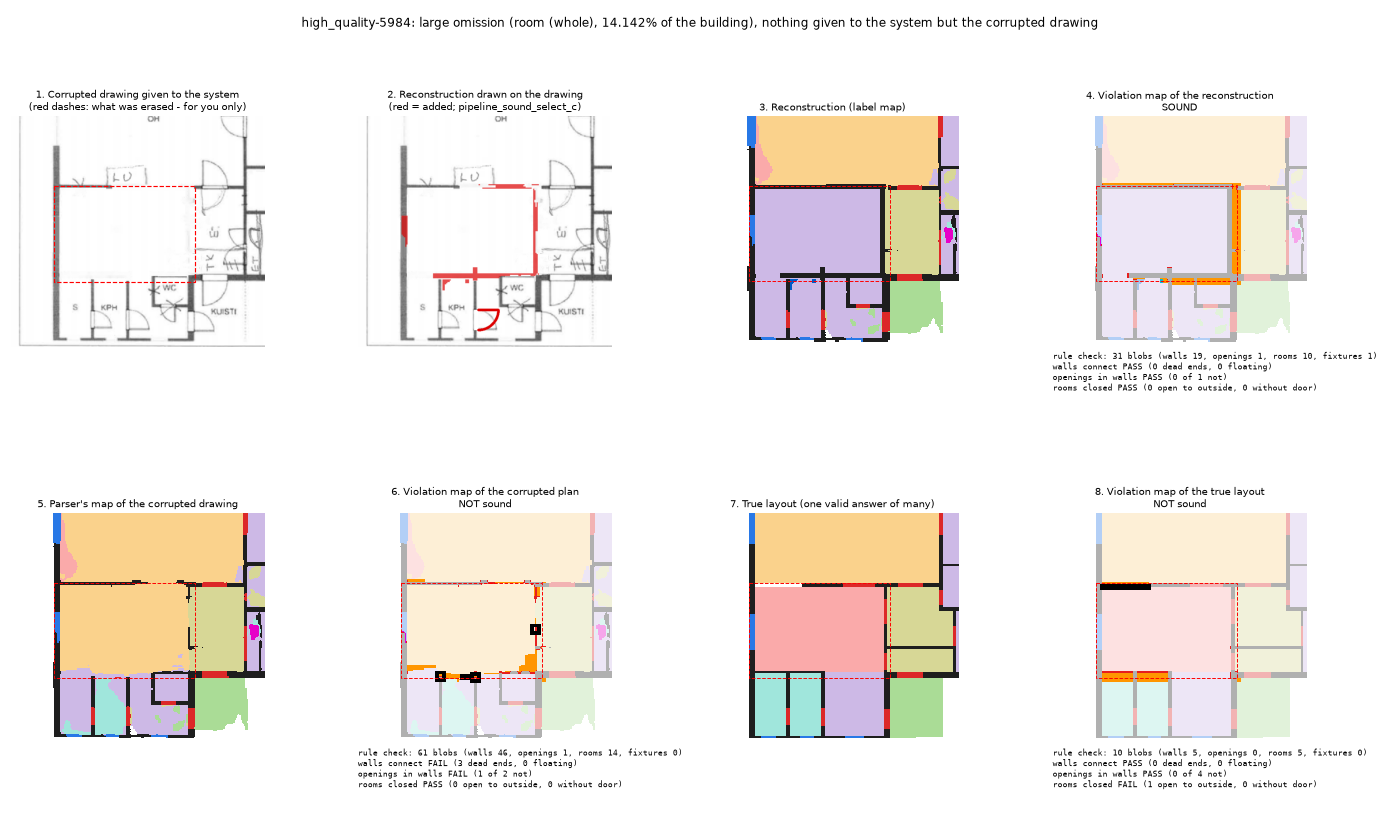 high_quality-5984: large omission (room (whole), 14.142% of the building), nothing given to the system but the corrupted drawing
1. Corrupted drawing given to the system
(red dashes: what was erased - for you only)
2. Reconstruction drawn on the drawing
(red = added; pipeline_sound_select_c)
3. Reconstruction (label map)
4. Violation map of the reconstruction
SOUND
OH
LU
TK
ET
S
KPH
WC
KUISTI
OH
LU
TK
ET
S
KPH
WC
KUISTI
rule check: 31 blobs (walls 19, openings 1, rooms 10, fixtures 1)
walls connect PASS (0 dead ends, 0 floating)
openings in walls PASS (0 of 1 not)
rooms closed PASS (0 open to outside, 0 without door)
5. Parser's map of the corrupted drawing
6. Violation map of the corrupted plan
NOT sound
7. True layout (one valid answer of many)
8. Violation map of the true layout
NOT sound
rule check: 61 blobs (walls 46, openings 1, rooms 14, fixtures 0)
walls connect FAIL (3 dead ends, 0 floating)
openings in walls FAIL (1 of 2 not)
rooms closed PASS (0 open to outside, 0 without door)
rule check: 10 blobs (walls 5, openings 0, rooms 5, fixtures 0)
walls connect PASS (0 dead ends, 0 floating)
openings in walls PASS (0 of 4 not)
rooms closed FAIL (1 open to outside, 0 without door)